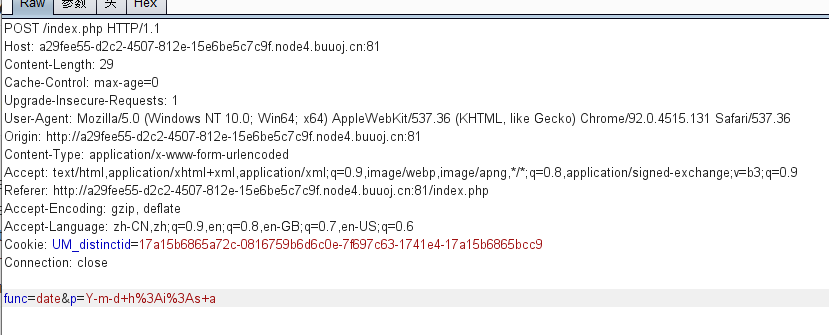 Raw 参数 头 Hex
POST /index.php HTTP/1.1
Host: a29fee55-d2c2-4507-812e-15e6be5c7c9f.node4.buuoj.cn:81
Content-Length: 29
Cache-Control: max-age=0
Upgrade-Insecure-Requests: 1
User-Agent: Mozilla/5.0 (Windows NT 10.0; Win64; x64) AppleWebKit/537.36 (KHTML, like Gecko) Chrome/92.0.4515.131 Safari/537.36
Origin: http://a29fee55-d2c2-4507-812e-15e6be5c7c9f.node4.buuoj.cn:81
Content-Type: application/x-www-form-urlencoded
Accept: text/html,application/xhtml+xml,application/xml;q=0.9,image/webp,image/apng,*/*;q=0.8,application/signed-exchange;v=b3;q=0.9
Referer: http://a29fee55-d2c2-4507-812e-15e6be5c7c9f.node4.buuoj.cn:81/index.php
Accept-Encoding: gzip, deflate
Accept-Language: zh-CN,zh;q=0.9,en;q=0.8,en-GB;q=0.7,en-US;q=0.6
Cookie: UM_distinctid=17a15b6865a72c-0816759b6d6c0e-7f697c63-1741e4-17a15b6865bcc9
Connection: close
func=date&p=Y-m-d+h%3Ai%3As+a